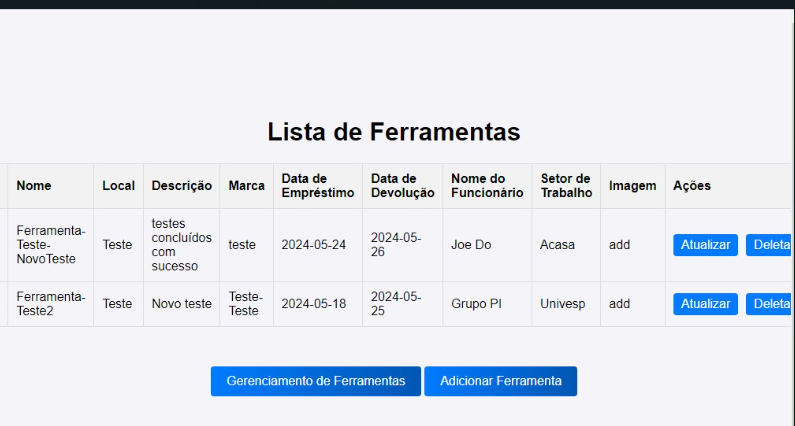 Lista de Ferramentas
Nome Local Descrição Marca Data de Empréstimo Data de Devolução Nome do Funcionário Setor de Trabalho Imagem Ações
Ferramenta-Teste-NovoTeste Teste testes concluídos com sucesso teste 2024-05-24 2024-05-26 Joe Do Acasa add Atualizar Deleta
Ferramenta-Teste2 Teste Novo teste Teste-Teste 2024-05-18 2024-05-25 Grupo PI Univesp add Atualizar Deleta
Gerenciamento de Ferramentas Adicionar Ferramenta